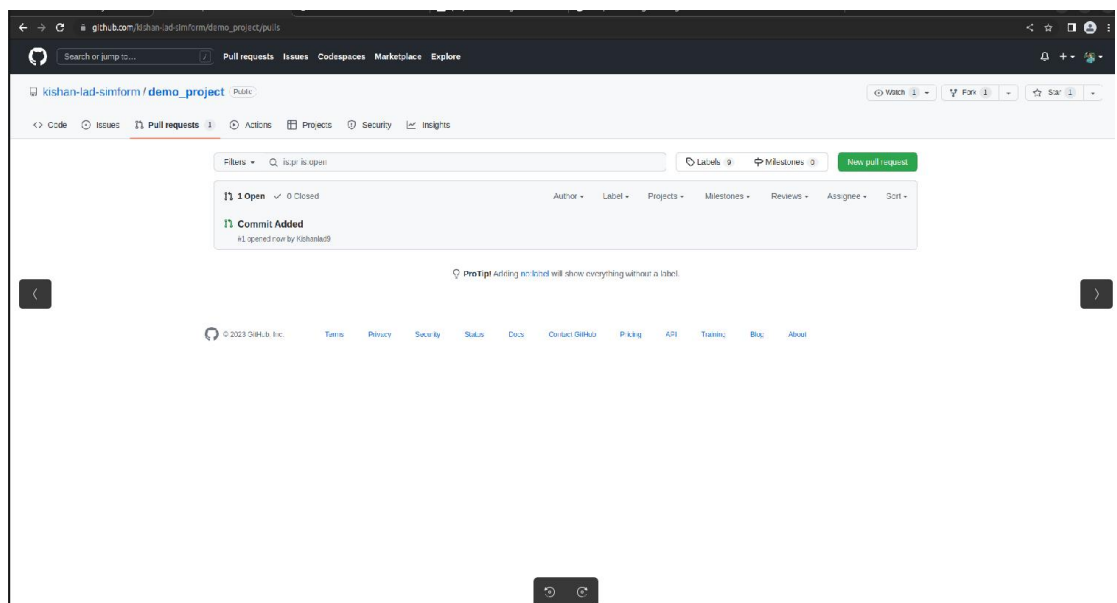 github.com/kishan-lad-simform/demo_project/pulls
Search or jump to... /
Pull requests Issues Codespaces Marketplace Explore
kishan-lad-simform / demo_project Public
Watch 1 Fork 1 Star 1
Code Issues Pull requests 1 Actions Projects Security Insights
Filters is:pr is:open Labels 9 Milestones 0 New pull request
1 Open 0 Closed Author Label Projects Milestones Reviews Assignee Sort
Commit Added
#1 opened now by Kishanlad9
ProTip! Adding no:label will show everything without a label.
© 2023 GitHub, Inc. Terms Privacy Security Status Docs Contact GitHub Pricing API Training Blog About